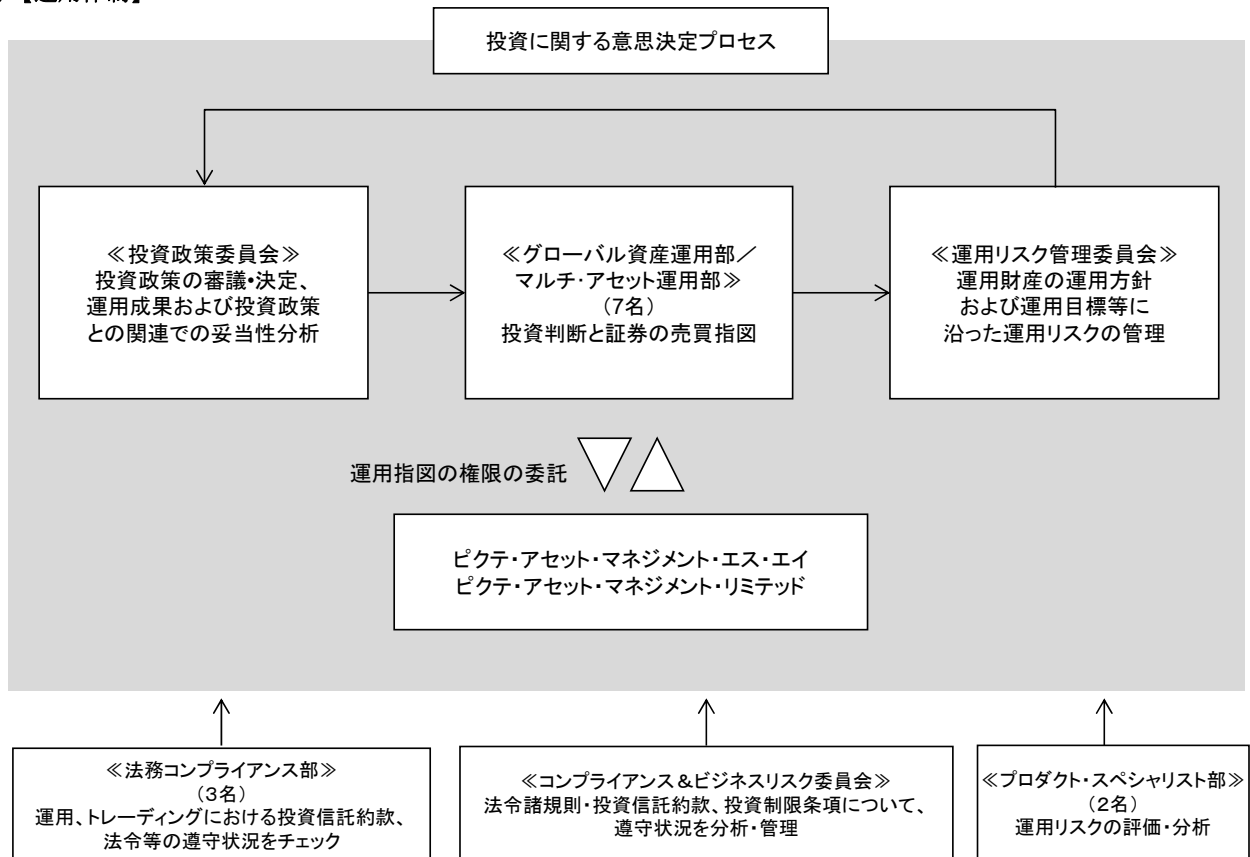 【運用体制】
投資に関する意思決定プロセス
≪投資政策委員会≫
投資政策の審議・決定、
運用成果および投資政策
との関連での妥当性分析
≪グローバル資産運用部／
マルチ・アセット運用部≫
（7名）
投資判断と証券の売買指図
≪運用リスク管理委員会≫
運用財産の運用方針
および運用目標等に
沿った運用リスクの管理
運用指図の権限の委託
ピクテ・アセット・マネジメント・エス・エイ
ピクテ・アセット・マネジメント・リミテッド
≪法務コンプライアンス部≫
（3名）
運用、トレーディングにおける投資信託約款、
法令等の遵守状況をチェック
≪コンプライアンス＆ビジネスリスク委員会≫
法令諸規則・投資信託約款、投資制限条項について、
遵守状況を分析・管理
≪プロダクト・スペシャリスト部≫
（2名）
運用リスクの評価・分析